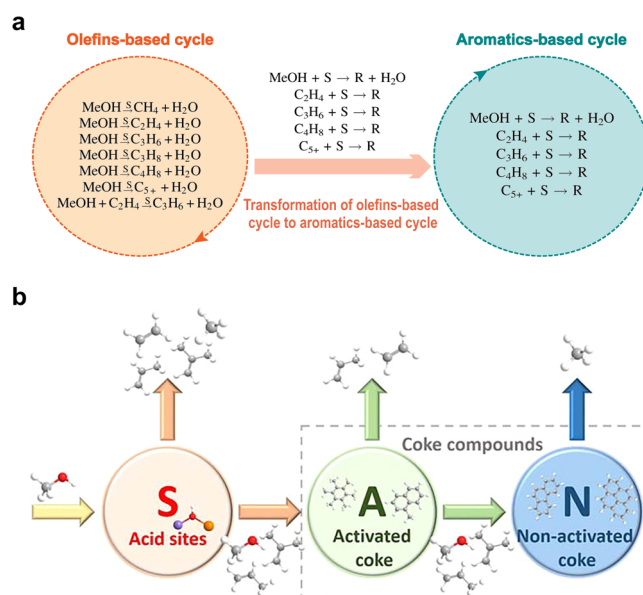 a
Olefins-based cycle
Aromatics-based cycle
MeOH + S → R + H₂O
C₂H₄ + S → R
C₃H₆ + S → R
C₄H₈ + S → R
C₅₊ + S → R
MeOH →ˢ CH₄ + H₂O
MeOH →ˢ C₂H₄ + H₂O
MeOH →ˢ C₃H₆ + H₂O
MeOH →ˢ C₃H₈ + H₂O
MeOH →ˢ C₄H₈ + H₂O
MeOH →ˢ C₅₊ + H₂O
MeOH + C₂H₄ →ˢ C₃H₆ + H₂O
Transformation of olefins-based
cycle to aromatics-based cycle
MeOH + S → R + H₂O
C₂H₄ + S → R
C₃H₆ + S → R
C₄H₈ + S → R
C₅₊ + S → R
b
Coke compounds
S
Acid sites
A
Activated
coke
N
Non-activated
coke